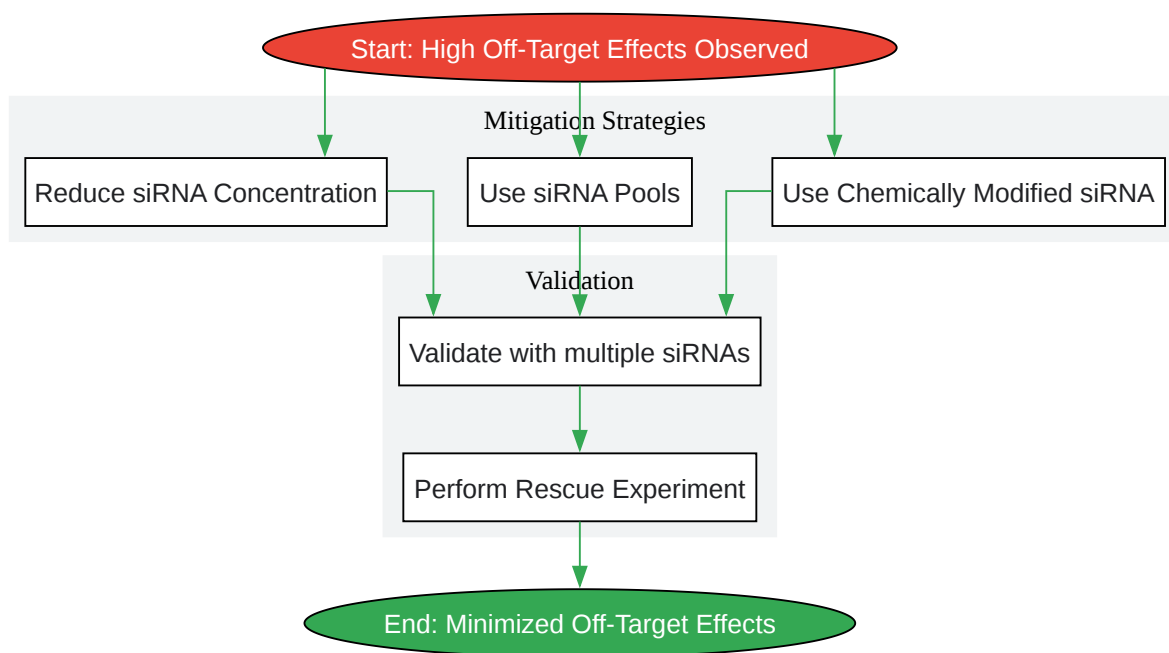 Start: High Off-Target Effects Observed
Mitigation Strategies
Reduce siRNA Concentration
Use siRNA Pools
Use Chemically Modified siRNA
Validation
Validate with multiple siRNAs
Perform Rescue Experiment
End: Minimized Off-Target Effects